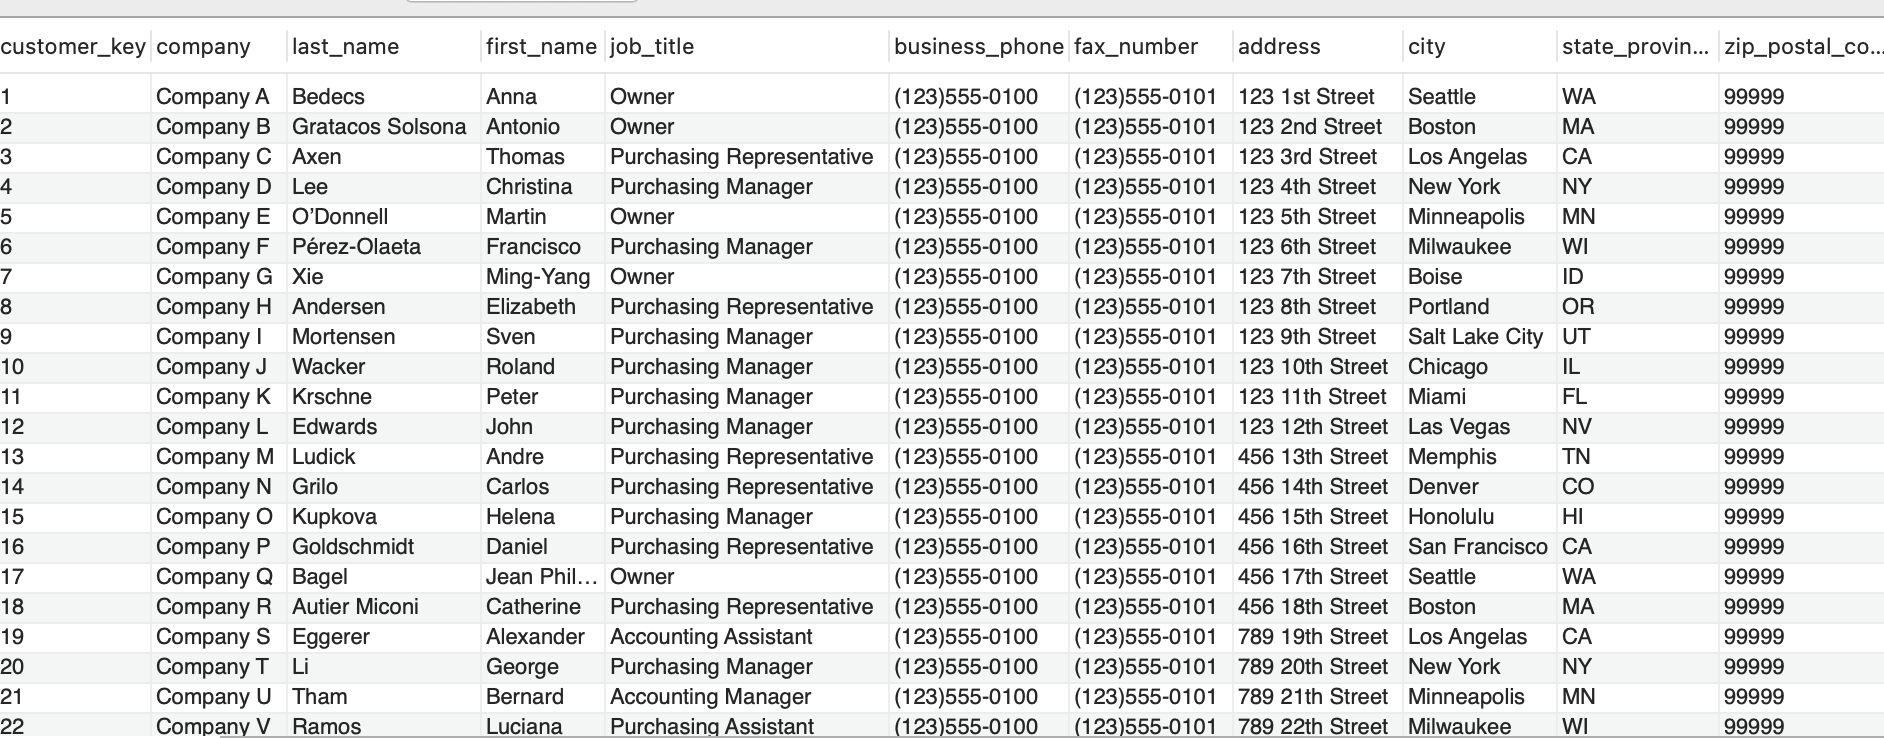 customer_key company last_name first_name job_title business_phone fax_number address city state_provin... zip_postal_co...
1 Company A Bedecs Anna Owner (123)555-0100 (123)555-0101 123 1st Street Seattle WA 99999
2 Company B Gratacos Solsona Antonio Owner (123)555-0100 (123)555-0101 123 2nd Street Boston MA 99999
3 Company C Axen Thomas Purchasing Representative (123)555-0100 (123)555-0101 123 3rd Street Los Angelas CA 99999
4 Company D Lee Christina Purchasing Manager (123)555-0100 (123)555-0101 123 4th Street New York NY 99999
5 Company E O’Donnell Martin Owner (123)555-0100 (123)555-0101 123 5th Street Minneapolis MN 99999
6 Company F Pérez-Olaeta Francisco Purchasing Manager (123)555-0100 (123)555-0101 123 6th Street Milwaukee WI 99999
7 Company G Xie Ming-Yang Owner (123)555-0100 (123)555-0101 123 7th Street Boise ID 99999
8 Company H Andersen Elizabeth Purchasing Representative (123)555-0100 (123)555-0101 123 8th Street Portland OR 99999
9 Company I Mortensen Sven Purchasing Manager (123)555-0100 (123)555-0101 123 9th Street Salt Lake City UT 99999
10 Company J Wacker Roland Purchasing Manager (123)555-0100 (123)555-0101 123 10th Street Chicago IL 99999
11 Company K Krschne Peter Purchasing Manager (123)555-0100 (123)555-0101 123 11th Street Miami FL 99999
12 Company L Edwards John Purchasing Manager (123)555-0100 (123)555-0101 123 12th Street Las Vegas NV 99999
13 Company M Ludick Andre Purchasing Representative (123)555-0100 (123)555-0101 456 13th Street Memphis TN 99999
14 Company N Grilo Carlos Purchasing Representative (123)555-0100 (123)555-0101 456 14th Street Denver CO 99999
15 Company O Kupkova Helena Purchasing Manager (123)555-0100 (123)555-0101 456 15th Street Honolulu HI 99999
16 Company P Goldschmidt Daniel Purchasing Representative (123)555-0100 (123)555-0101 456 16th Street San Francisco CA 99999
17 Company Q Bagel Jean Phil... Owner (123)555-0100 (123)555-0101 456 17th Street Seattle WA 99999
18 Company R Autier Miconi Catherine Purchasing Representative (123)555-0100 (123)555-0101 456 18th Street Boston MA 99999
19 Company S Eggerer Alexander Accounting Assistant (123)555-0100 (123)555-0101 789 19th Street Los Angelas CA 99999
20 Company T Li George Purchasing Manager (123)555-0100 (123)555-0101 789 20th Street New York NY 99999
21 Company U Tham Bernard Accounting Manager (123)555-0100 (123)555-0101 789 21th Street Minneapolis MN 99999
22 Company V Ramos Luciana Purchasing Assistant (123)555-0100 (123)555-0101 789 22th Street Milwaukee WI 99999